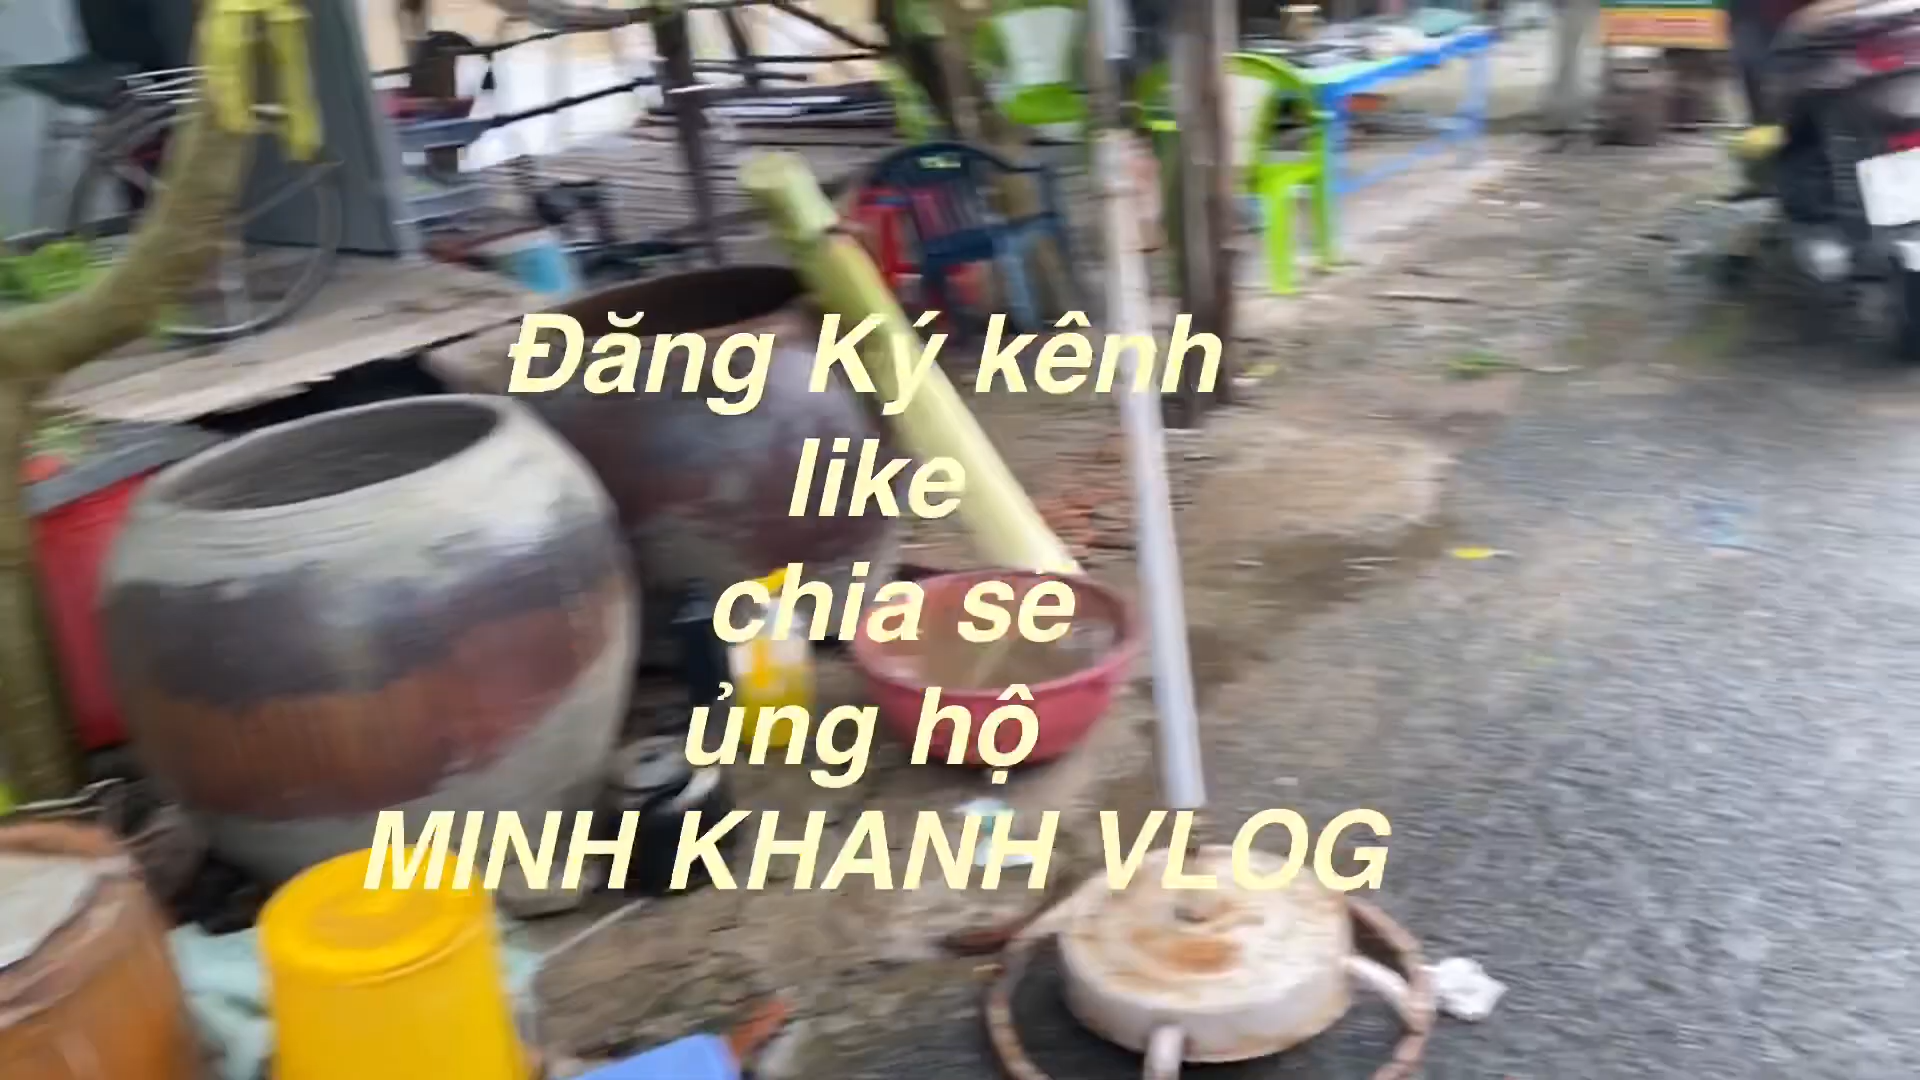 Đăng Ký kênh
like
chia sẻ
ủng hộ
MINH KHANH VLOG